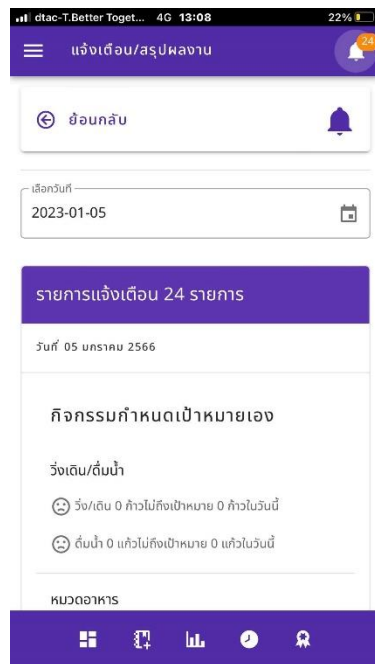 dtac-T.Better Toget... 4G 13:08 22%
แจ้งเตือน/สรุปผลงาน 24
ย้อนกลับ
เลือกวันที่
2023-01-05
รายการแจ้งเตือน 24 รายการ
วันที่ 05 มกราคม 2566
กิจกรรมกำหนดเป้าหมายเอง
วิ่งเดิน/ดื่มน้ำ
วิ่ง/เดิน 0 ก้าวไม่ถึงเป้าหมาย 0 ก้าวในวันนี้
ดื่มน้ำ 0 แก้วไม่ถึงเป้าหมาย 0 แก้วในวันนี้
หมวดอาหาร